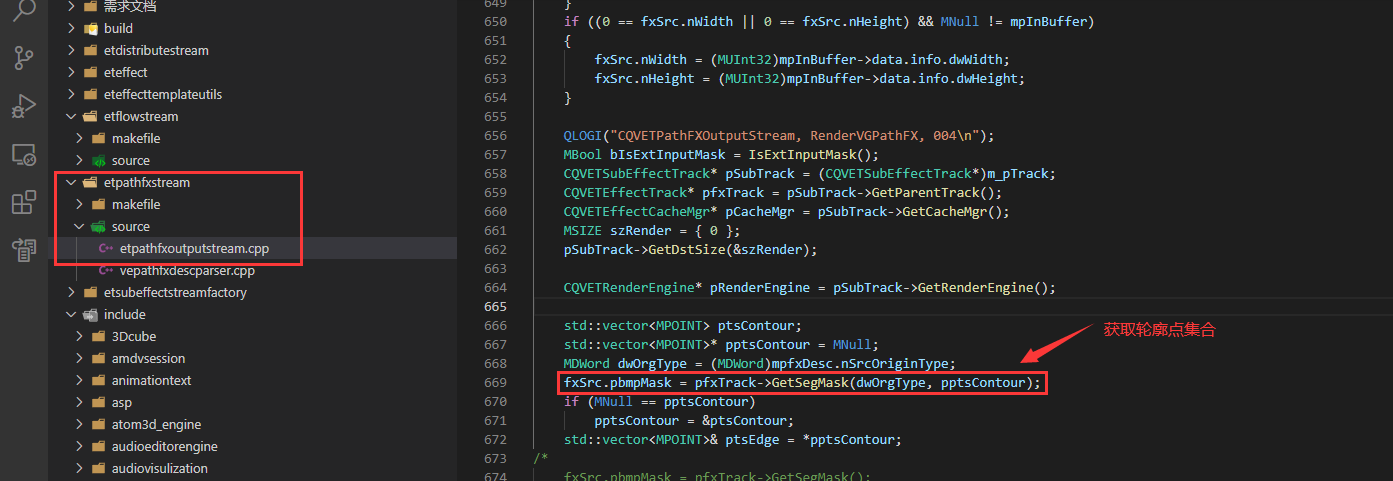 需求文档
build
etdistributestream
eteffect
eteffecttemplateutils
etflowstream
makefile
source
etpathfxstream
makefile
source
etpathfxoutputstream.cpp
vepathfxdescparser.cpp
etsubeffectstreamfactory
include
3Dcube
amdvsession
animationtext
asp
atom3d_engine
audioeditorengine
audiovisulization
649 }
650 if ((0 == fxSrc.nWidth || 0 == fxSrc.nHeight) && MNull != mpInBuffer)
651 {
652 fxSrc.nWidth = (MUInt32)mpInBuffer->data.info.dwWidth;
653 fxSrc.nHeight = (MUInt32)mpInBuffer->data.info.dwHeight;
654 }
655
656 QLOGI("CQVETPathFXOutputStream, RenderVGPathFX, 004\n");
657 MBool bIsExtInputMask = IsExtInputMask();
658 CQVETSubEffectTrack* pSubTrack = (CQVETSubEffectTrack*)m_pTrack;
659 CQVETEffectTrack* pfxTrack = pSubTrack->GetParentTrack();
660 CQVETEffectCacheMgr* pCacheMgr = pSubTrack->GetCacheMgr();
661 MSIZE szRender = { 0 };
662 pSubTrack->GetDstSize(&szRender);
663
664 CQVETRenderEngine* pRenderEngine = pSubTrack->GetRenderEngine();
665
666 std::vector<MPOINT> ptsContour;
667 std::vector<MPOINT>* pptsContour = MNull;
获取轮廓点集合
668 MDWord dwOrgType = (MDWord)mpfxDesc.nSrcOriginType;
669 fxSrc.pbmpMask = pfxTrack->GetSegMask(dwOrgType, pptsContour);
670 if (MNull == pptsContour)
671 pptsContour = &ptsContour;
672 std::vector<MPOINT>& ptsEdge = *pptsContour;
673 /*
674 fxSrc.pbmpMask = pfxTrack->GetSegMask();